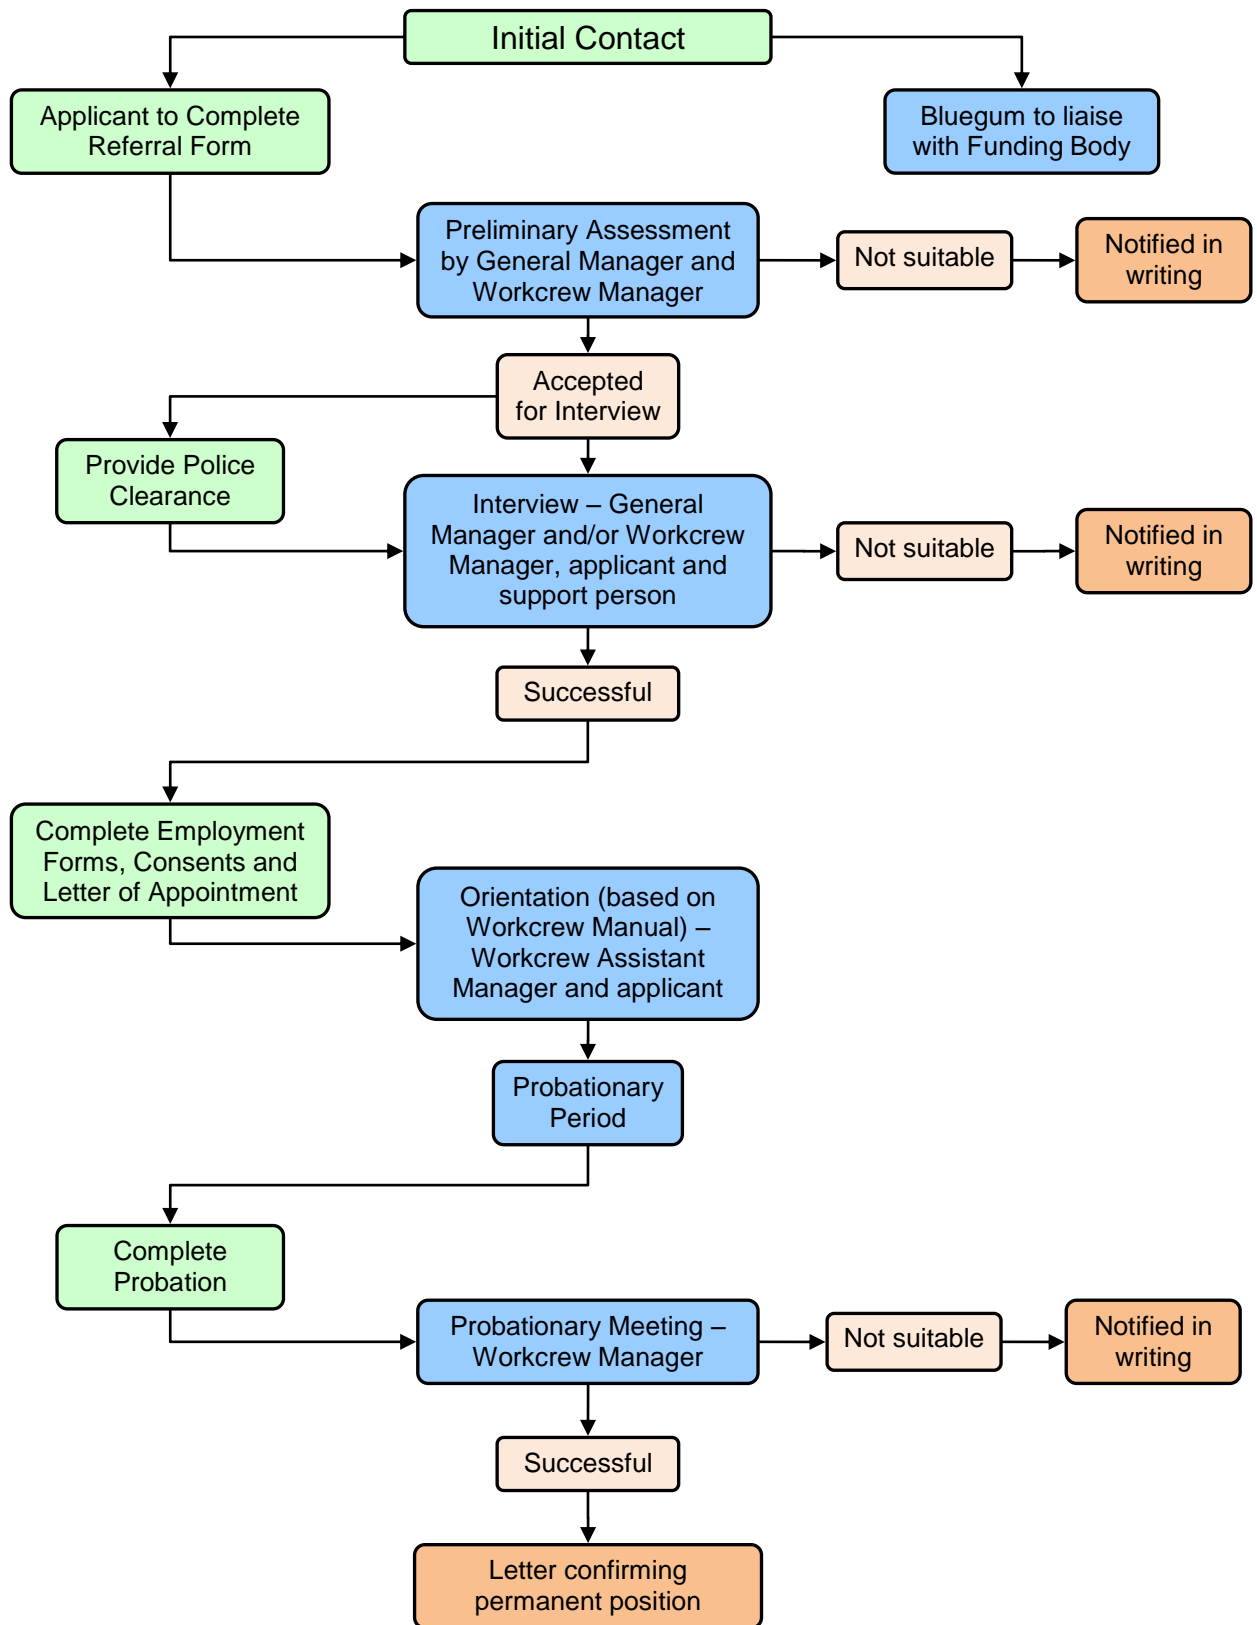 Initial Contact
Applicant to Complete
Referral Form
Bluegum to liaise
with Funding Body
Preliminary Assessment
by General Manager and
Workcrew Manager
Not suitable
Notified in
writing
Accepted
for Interview
Provide Police
Clearance
Interview – General
Manager and/or Workcrew
Manager, applicant and
support person
Not suitable
Notified in
writing
Successful
Complete Employment
Forms, Consents and
Letter of Appointment
Orientation (based on
Workcrew Manual) –
Workcrew Assistant
Manager and applicant
Probationary
Period
Complete
Probation
Probationary Meeting –
Workcrew Manager
Not suitable
Notified in
writing
Successful
Letter confirming
permanent position